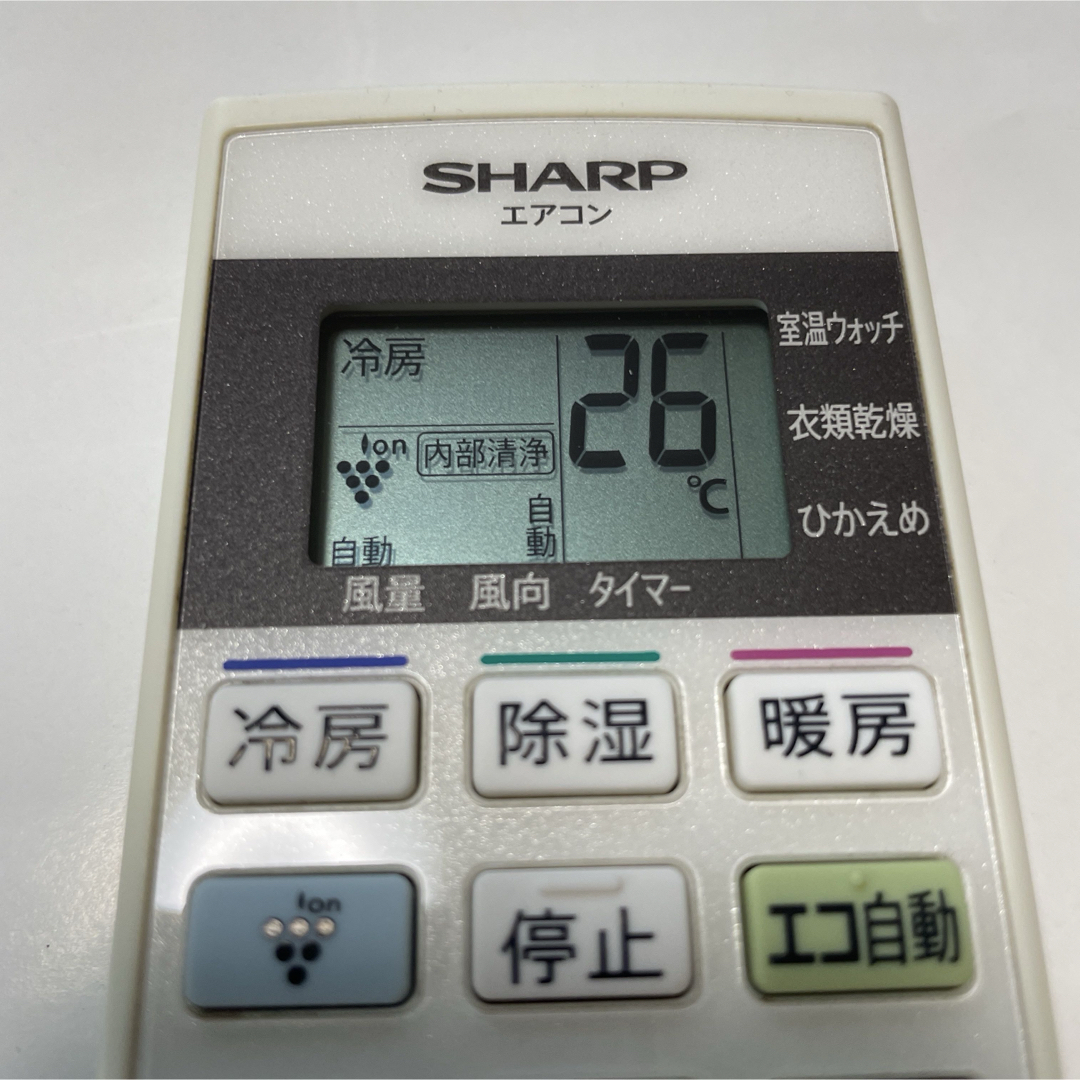 SHARP
エアコン
冷房
26
℃
Ion
内部清浄
自動
自動
室温ウォッチ
衣類乾燥
ひかえめ
風量
風向
タイマー
冷房
除湿
暖房
Ion
停止
エコ自動